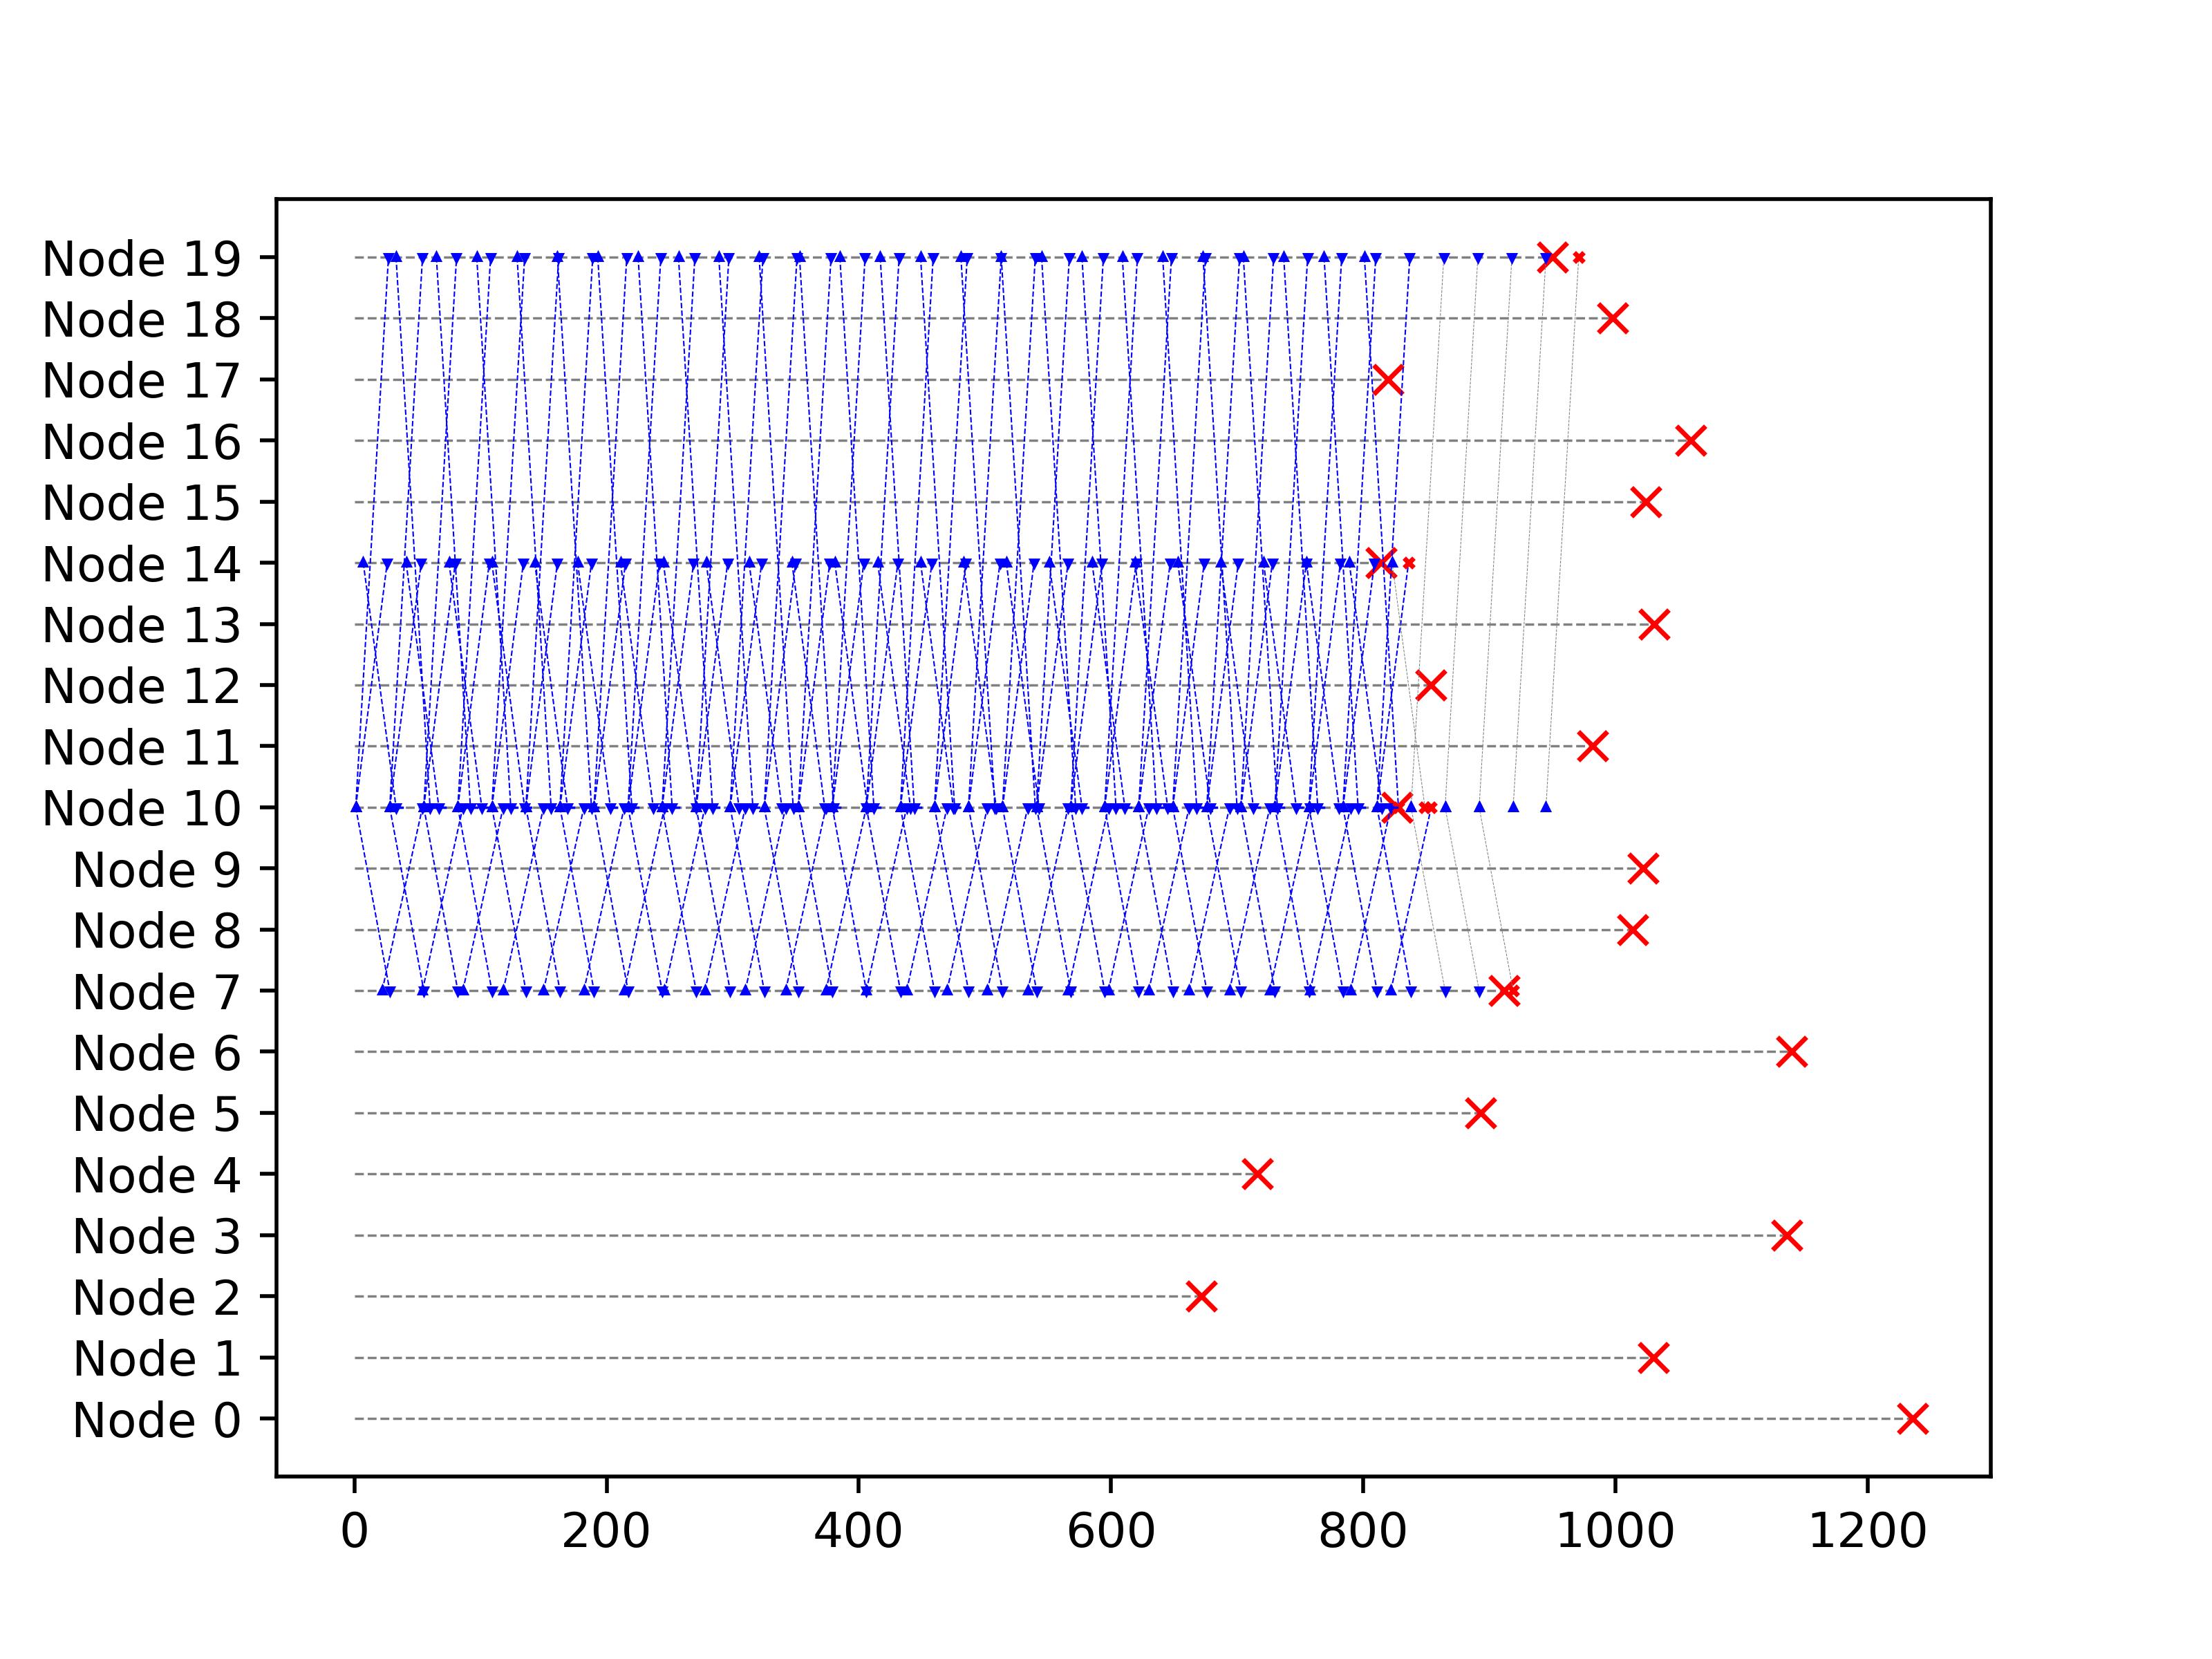 Node 19
Node 18
Node 17
Node 16
Node 15
Node 14
Node 13
Node 12
Node 11
Node 10
Node 9
Node 8
Node 7
Node 6
Node 5
Node 4
Node 3
Node 2
Node 1
Node 0
0 200 400 600 800 1000 1200